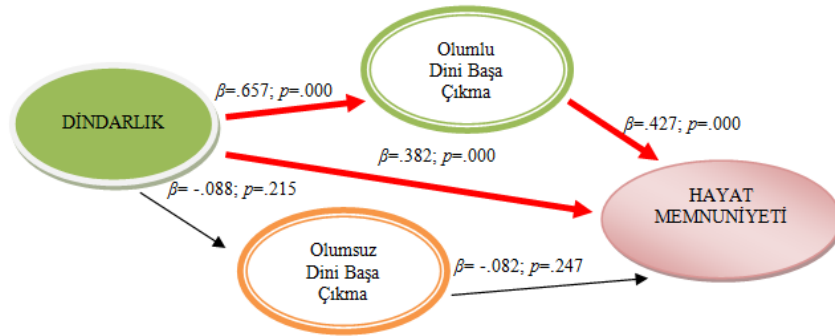 Olumlu
Dini Başa
Çıkma
β=.657; p=.000
DİNDARLIK
β=.427; p=.000
β=.382; p=.000
HAYAT
MEMNUNİYETİ
β= -.088; p=.215
Olumsuz
Dini Başa
Çıkma
β= -.082; p=.247